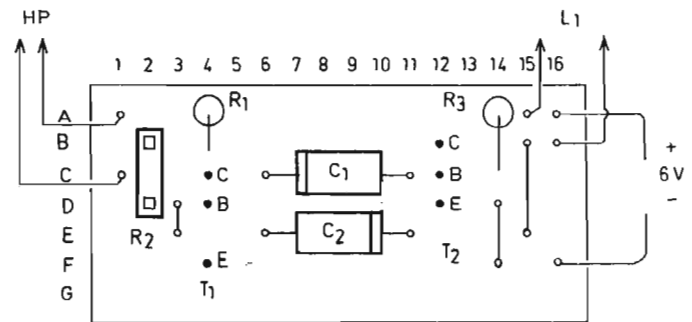 HP L1
1 2 3 4 5 6 7 8 9 10 11 12 13 14 15 16
A R1 R3
B C
C C C1 B + 6V −
D B E
E R2 C2
F E T2
G T1